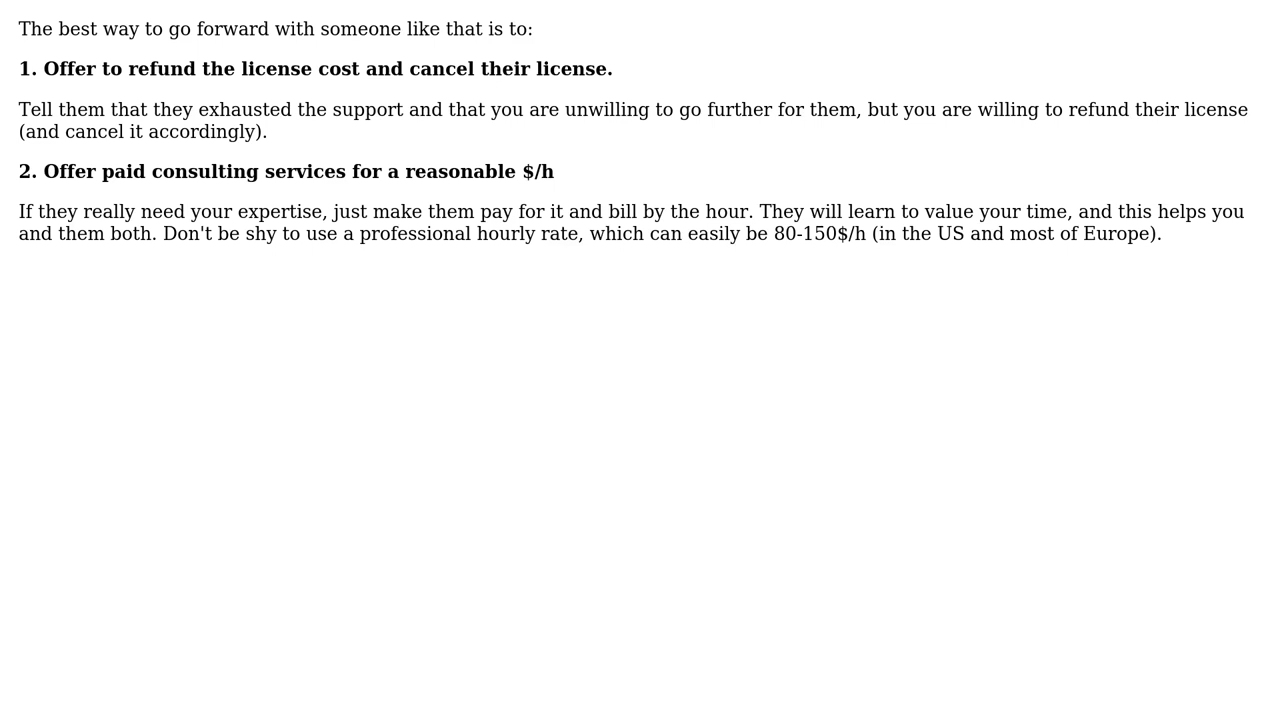 The best way to go forward with someone like that is to:
1. Offer to refund the license cost and cancel their license.
Tell them that they exhausted the support and that you are unwilling to go further for them, but you are willing to refund their license
(and cancel it accordingly).
2. Offer paid consulting services for a reasonable $/h
If they really need your expertise, just make them pay for it and bill by the hour. They will learn to value your time, and this helps you
and them both. Don't be shy to use a professional hourly rate, which can easily be 80-150$/h (in the US and most of Europe).